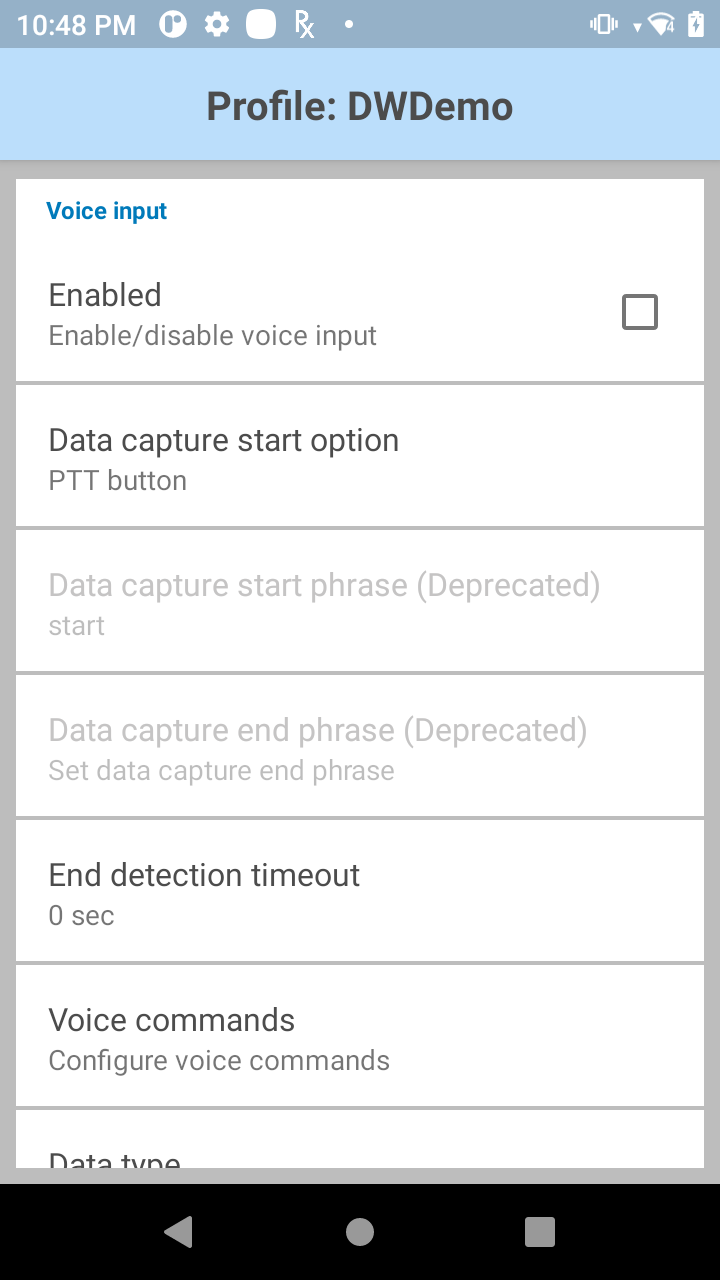 10:48 PM
Profile: DWDemo
Voice input
Enabled
Enable/disable voice input
Data capture start option
PTT button
Data capture start phrase (Deprecated)
start
Data capture end phrase (Deprecated)
Set data capture end phrase
End detection timeout
0 sec
Voice commands
Configure voice commands
Data type